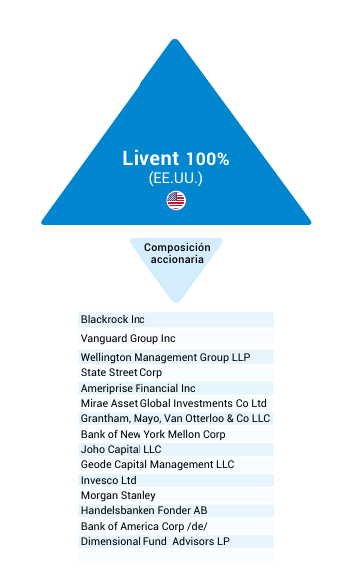 Livent 100%
(EE.UU.)
Composición
accionaria
Blackrock Inc
Vanguard Group Inc
Wellington Management Group LLP
State Street Corp
Ameriprise Financial Inc
Mirae Asset Global Investments Co Ltd
Grantham, Mayo, Van Otterloo & Co LLC
Bank of New York Mellon Corp
Joho Capital LLC
Geode Capital Management LLC
Invesco Ltd
Morgan Stanley
Handelsbanken Fonder AB
Bank of America Corp /de/
Dimensional Fund Advisors LP